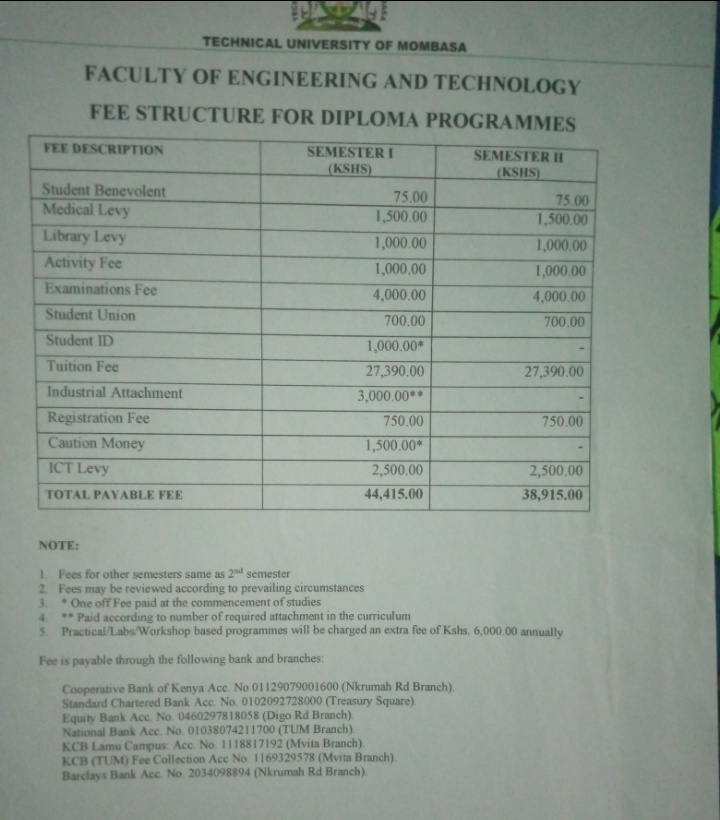 TECHNICAL UNIVERSITY OF MOMBASA
FACULTY OF ENGINEERING AND TECHNOLOGY
FEE STRUCTURE FOR DIPLOMA PROGRAMMES
FEE DESCRIPTION SEMESTER I (KSHS) SEMESTER II (KSHS)
Student Benevolent 75.00 75.00
Medical Levy 1,500.00 1,500.00
Library Levy 1,000.00 1,000.00
Activity Fee 1,000.00 1,000.00
Examinations Fee 4,000.00 4,000.00
Student Union 700.00 700.00
Student ID 1,000.00* -
Tuition Fee 27,390.00 27,390.00
Industrial Attachment 3,000.00** -
Registration Fee 750.00 750.00
Caution Money 1,500.00* -
ICT Levy 2,500.00 2,500.00
TOTAL PAYABLE FEE 44,415.00 38,915.00
NOTE:
1. Fees for other semesters same as 2nd semester
2. Fees may be reviewed according to prevailing circumstances
3. * One off Fee paid at the commencement of studies
4. ** Paid according to number of required attachment in the curriculum
5. Practical/Labs/Workshop based programmes will be charged an extra fee of Kshs. 6,000.00 annually
Fee is payable through the following bank and branches:
Cooperative Bank of Kenya Acc. No 01129079001600 (Nkrumah Rd Branch).
Standard Chartered Bank Acc. No. 0102092728000 (Treasury Square).
Equity Bank Acc. No. 0460297818058 (Digo Rd Branch).
National Bank Acc. No. 01038074211700 (TUM Branch).
KCB Lamu Campus: Acc. No. 1118817192 (Mvita Branch).
KCB (TUM) Fee Collection Acc No. 1169329578 (Mvita Branch).
Barclays Bank Acc. No. 2034098894 (Nkrumah Rd Branch).